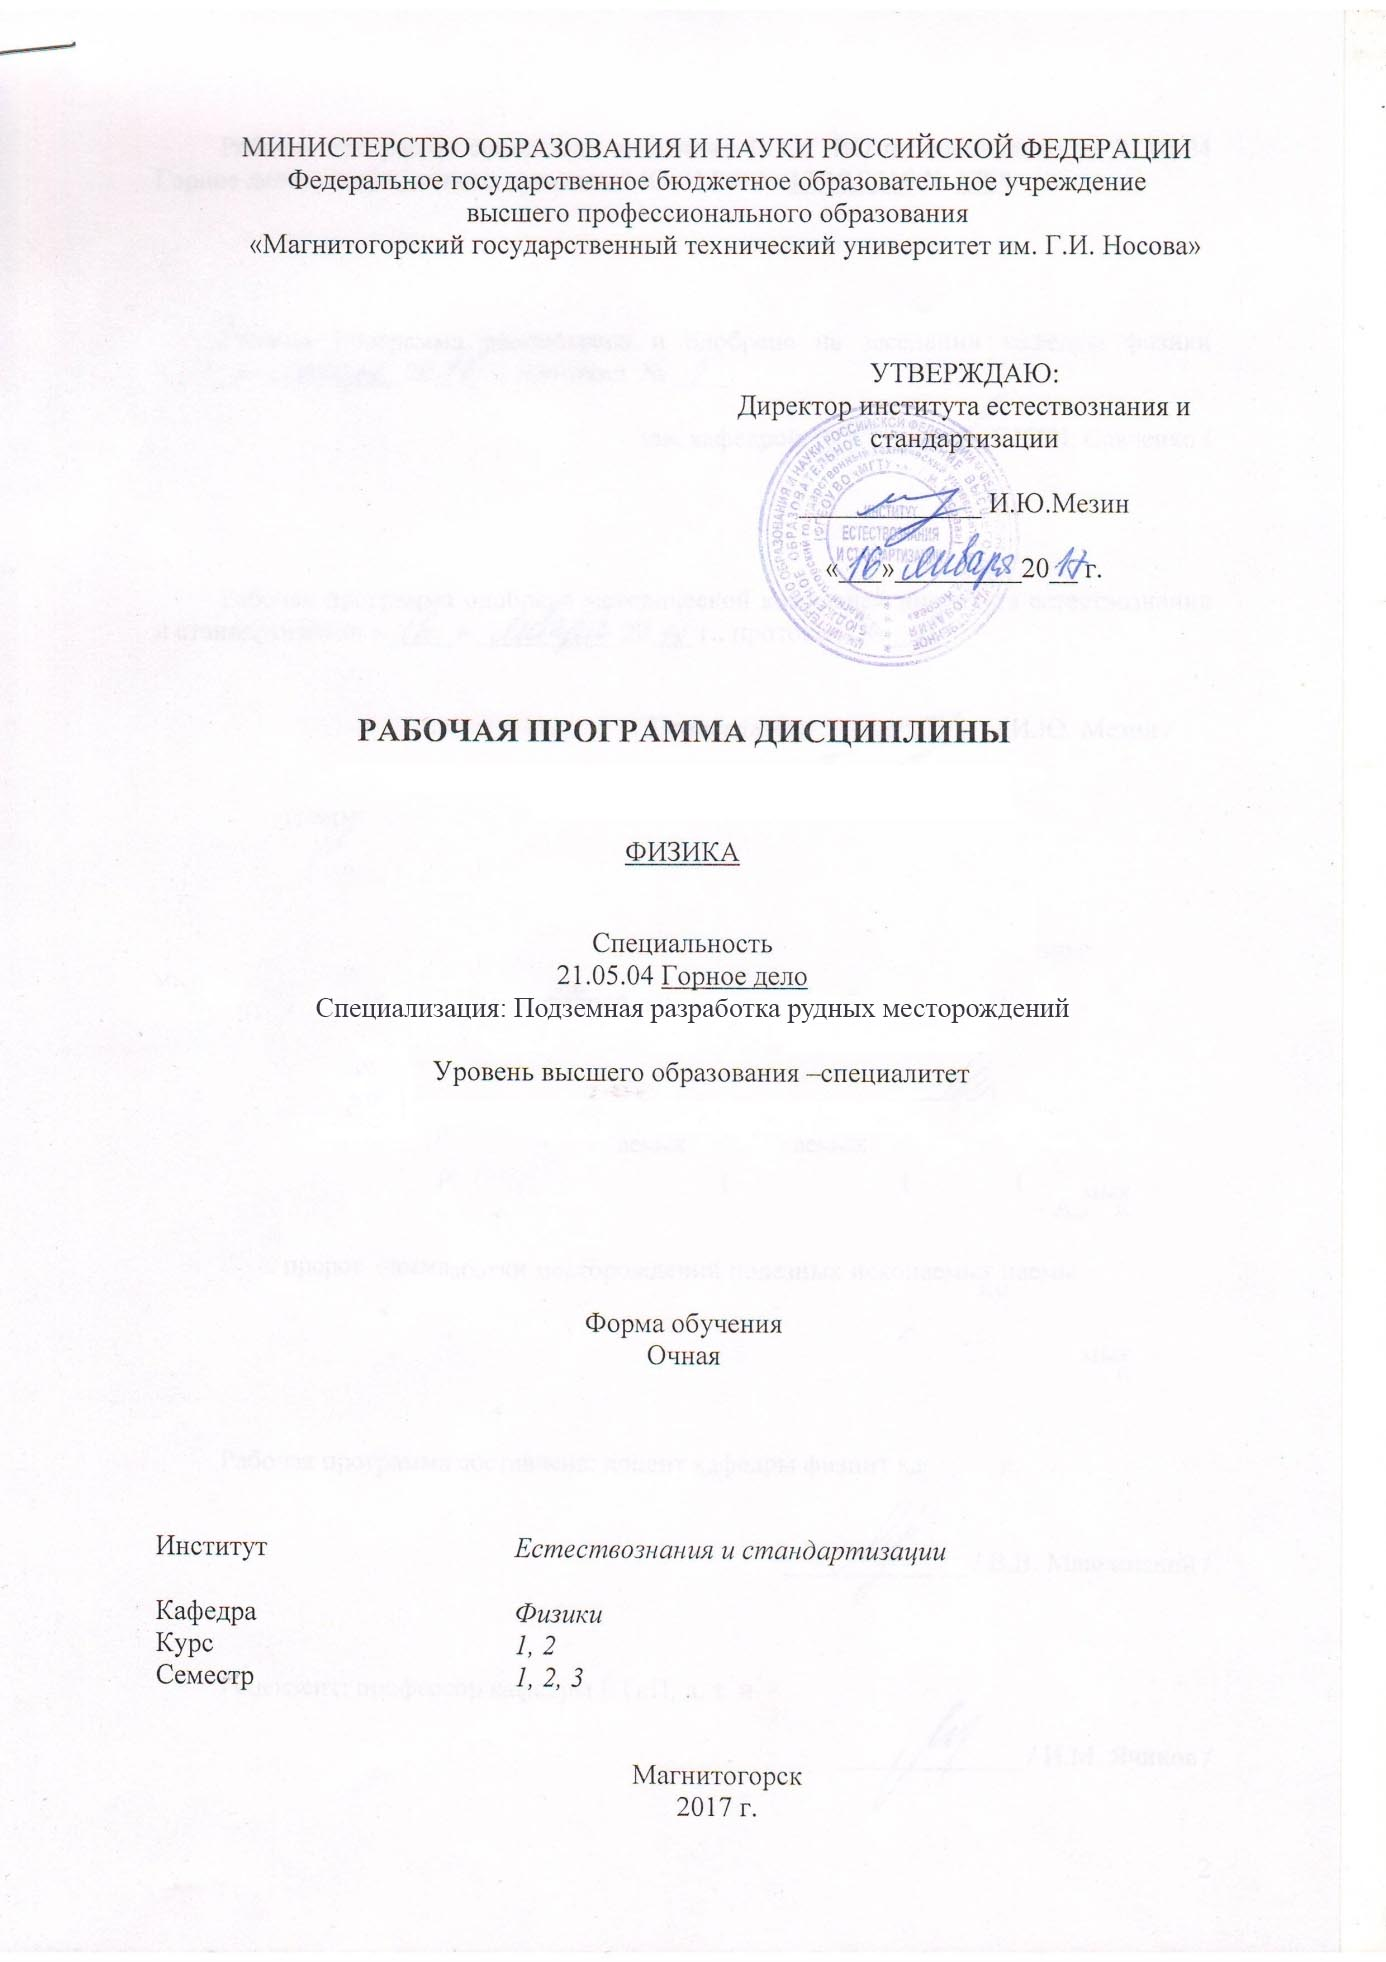 МИНИСТЕРСТВО ОБРАЗОВАНИЯ И НАУКИ РОССИЙСКОЙ ФЕДЕРАЦИИ
Федеральное государственное бюджетное образовательное учреждение
высшего профессионального образования
«Магнитогорский государственный технический университет им. Г.И. Носова»
УТВЕРЖДАЮ:
Директор института естествознания и
стандартизации
И.Ю.Мезин
ИНСТИТУТ
ЕСТЕСТВОЗНАНИЯ
И СТАНДАРТИЗАЦИИ
«16» января 2017 г.
РАБОЧАЯ ПРОГРАММА ДИСЦИПЛИНЫ
ФИЗИКА
Специальность
21.05.04 Горное дело
Специализация: Подземная разработка рудных месторождений
Уровень высшего образования –специалитет
Форма обучения
Очная
Институт Естествознания и стандартизации
Кафедра Физики
Курс 1, 2
Семестр 1, 2, 3
Магнитогорск
2017 г.